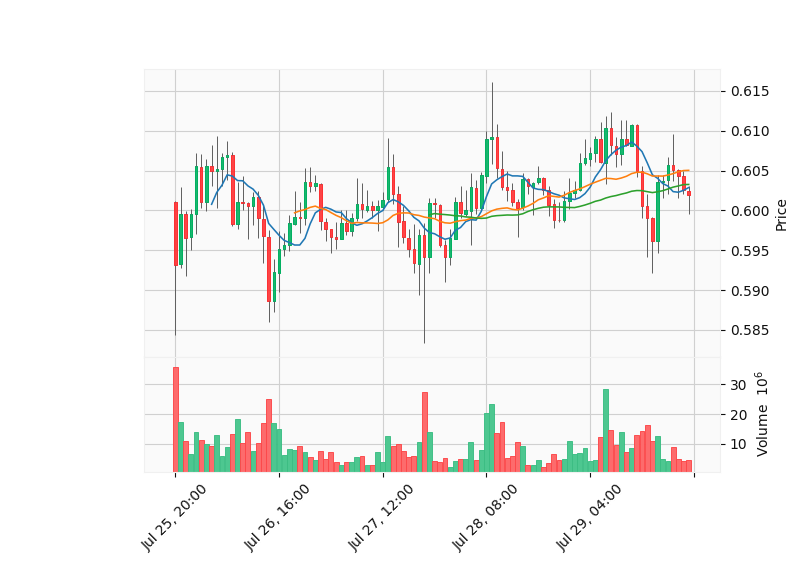 0.615
0.610
0.605
0.600
0.595
0.590
0.585
Price
30
20
10
Volume 10^6
Jul 25, 20:00
Jul 26, 16:00
Jul 27, 12:00
Jul 28, 08:00
Jul 29, 04:00